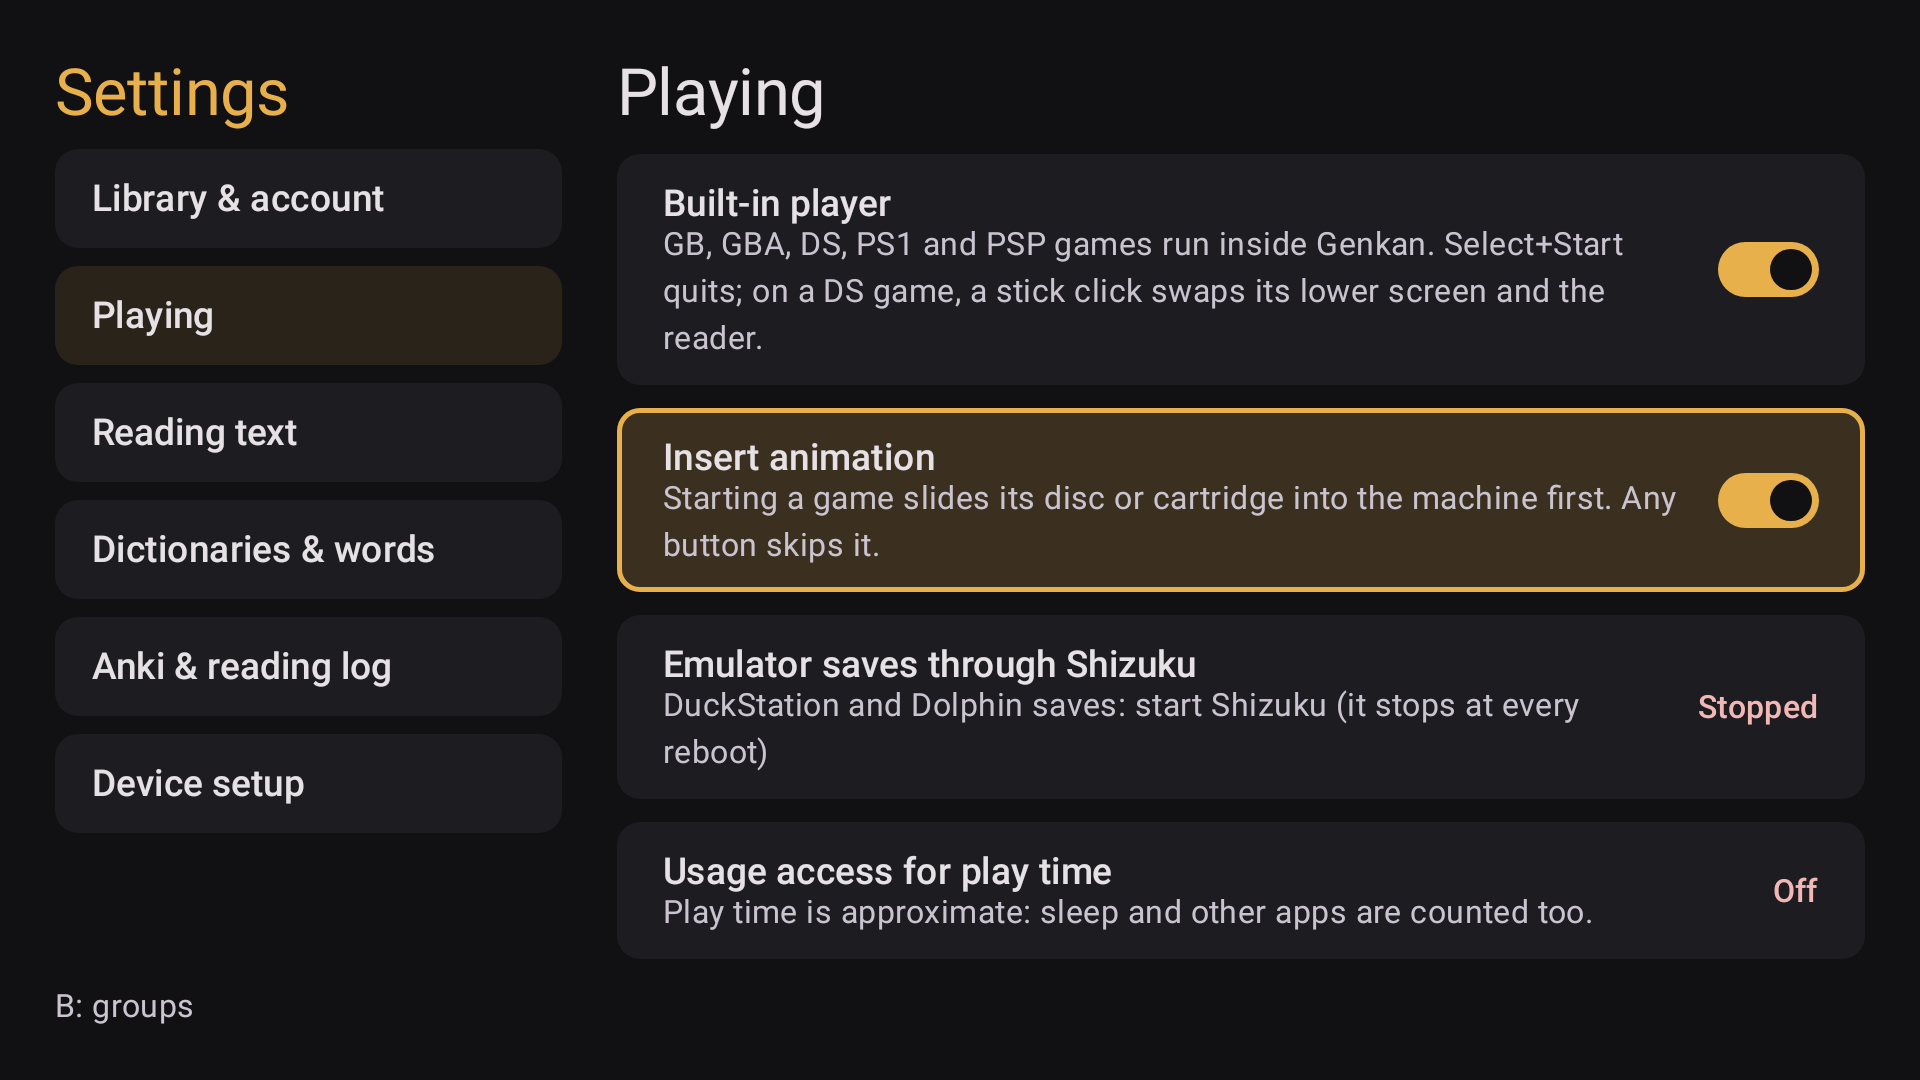 Settings
Library & account
Playing
Reading text
Dictionaries & words
Anki & reading log
Device setup
B: groups
Playing
Built-in player
GB, GBA, DS, PS1 and PSP games run inside Genkan. Select+Start
quits; on a DS game, a stick click swaps its lower screen and the
reader.
Insert animation
Starting a game slides its disc or cartridge into the machine first. Any
button skips it.
Emulator saves through Shizuku
DuckStation and Dolphin saves: start Shizuku (it stops at every
reboot)
Stopped
Usage access for play time
Play time is approximate: sleep and other apps are counted too.
Off